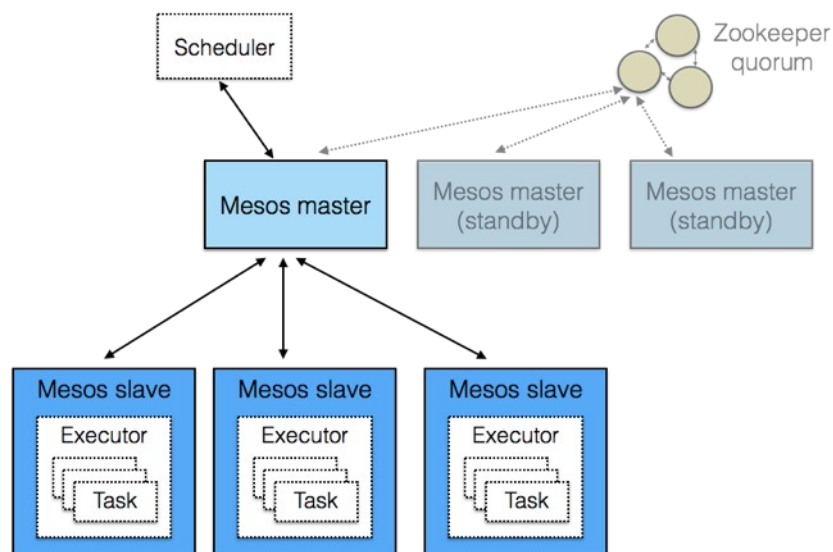 Scheduler
Zookeeper
quorum
Mesos master
Mesos master
(standby)
Mesos master
(standby)
Mesos slave
Executor
Task
Mesos slave
Executor
Task
Mesos slave
Executor
Task